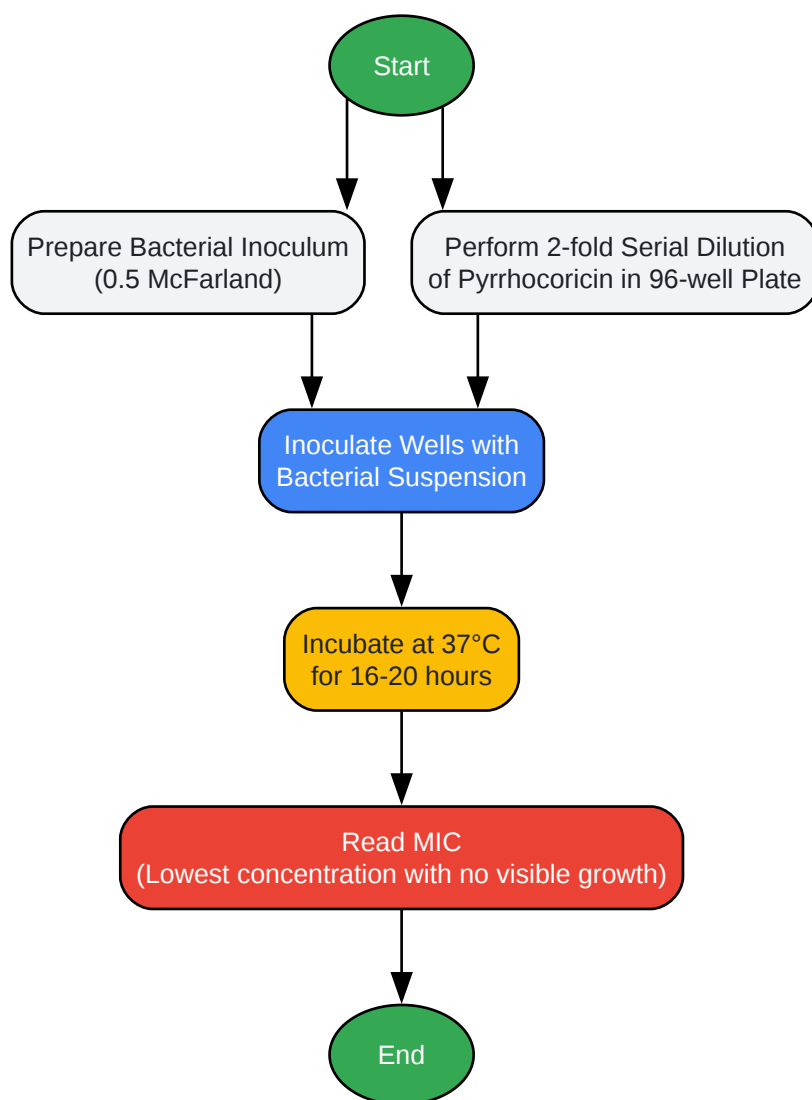 Start
Prepare Bacterial Inoculum
(0.5 McFarland)
Perform 2-fold Serial Dilution
of Pyrrhocoricin in 96-well Plate
Inoculate Wells with
Bacterial Suspension
Incubate at 37°C
for 16-20 hours
Read MIC
(Lowest concentration with no visible growth)
End